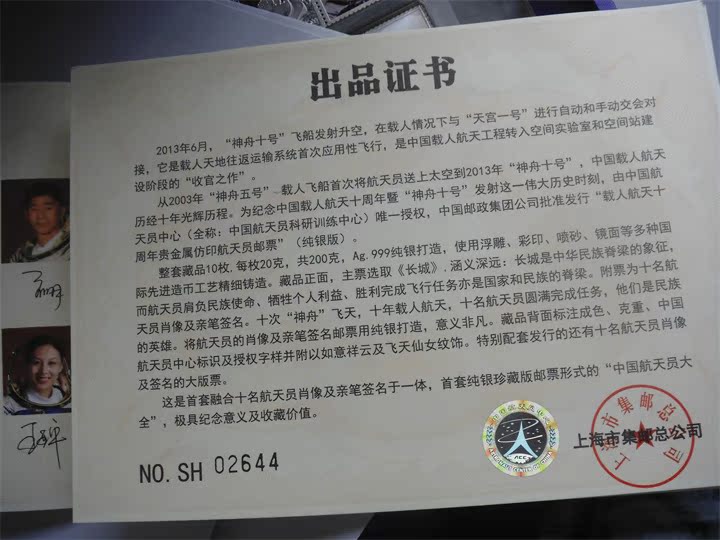 出品证书
2013年6月，“神舟十号”飞船发射升空，在载人情况下与“天宫一号”进行自动和手动交会对
接，它是载人天地往返运输系统首次应用性飞行，是中国载人航天工程转入空间实验室和空间站建
设阶段的“收官之作”。
从2003年“神舟五号”载人飞船首次将航天员送上太空到2013年“神舟十号”，中国载人航天
历经十年光辉历程。为纪念中国载人航天十周年暨“神舟十号”发射这一伟大历史时刻，由中国航
天员中心（全称：中国航天员科研训练中心）唯一授权，中国邮政集团公司批准发行“载人航天十
周年贵金属仿印航天员邮票”（纯银版）。
整套藏品10枚.每枚20克，共200克，Ag.999纯银打造，使用浮雕、彩印、喷砂、镜面等多种国
际先进造币工艺精细铸造。藏品正面，主票选取《长城》.涵义深远：长城是中华民族脊梁的象征，
而航天员肩负民族使命、牺牲个人利益、胜利完成飞行任务亦是国家和民族的脊梁。附票为十名航
天员肖像及亲笔签名。十次“神舟”飞天，十年载人航天，十名航天员圆满完成任务，他们是民族
的英雄。将航天员的肖像及亲笔签名邮票用纯银打造，意义非凡。藏品背面标注成色、克重、中国
航天员中心标识及授权字样并附以如意祥云及飞天仙女纹饰。特别配套发行的还有十名航天员肖像
及签名的大版票。
这是首套融合十名航天员肖像及亲笔签名于一体，首套纯银珍藏版邮票形式的“中国航天员大
全”，极具纪念意义及收藏价值。
上海市集邮总公司
上海市集邮总公司
NO. SH 02644